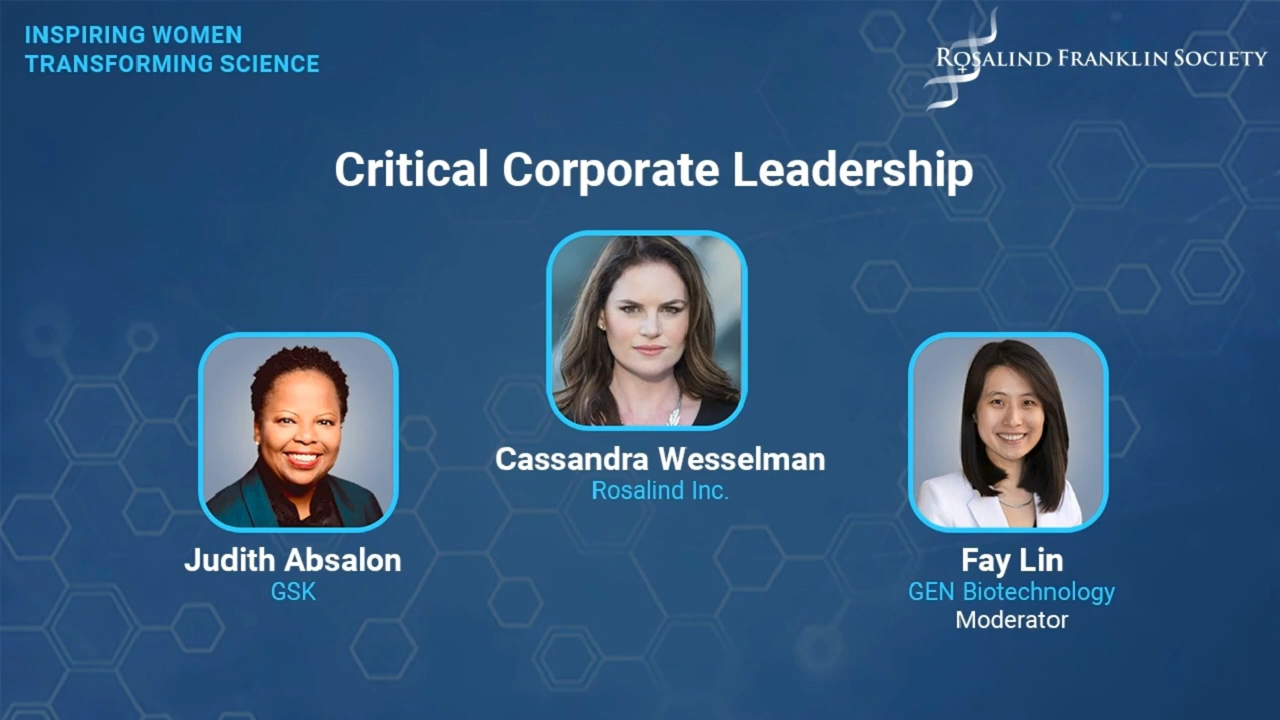 INSPIRING WOMEN
TRANSFORMING SCIENCE
ROSALIND FRANKLIN SOCIETY
Critical Corporate Leadership
Cassandra Wesselman
Rosalind Inc.
Judith Absalon
GSK
Fay Lin
GEN Biotechnology
Moderator